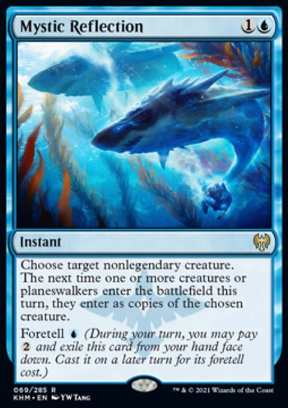 Mystic Reflection 1
Instant
Choose target nonlegendary creature.
The next time one or more creatures or
planeswalkers enter the battlefield this
turn, they enter as copies of the chosen
creature.
Foretell (During your turn, you may pay
2 and exile this card from your hand face
down. Cast it on a later turn for its foretell
cost.)
069/285 R
KHM • EN YW Tang
™ & © 2021 Wizards of the Coast